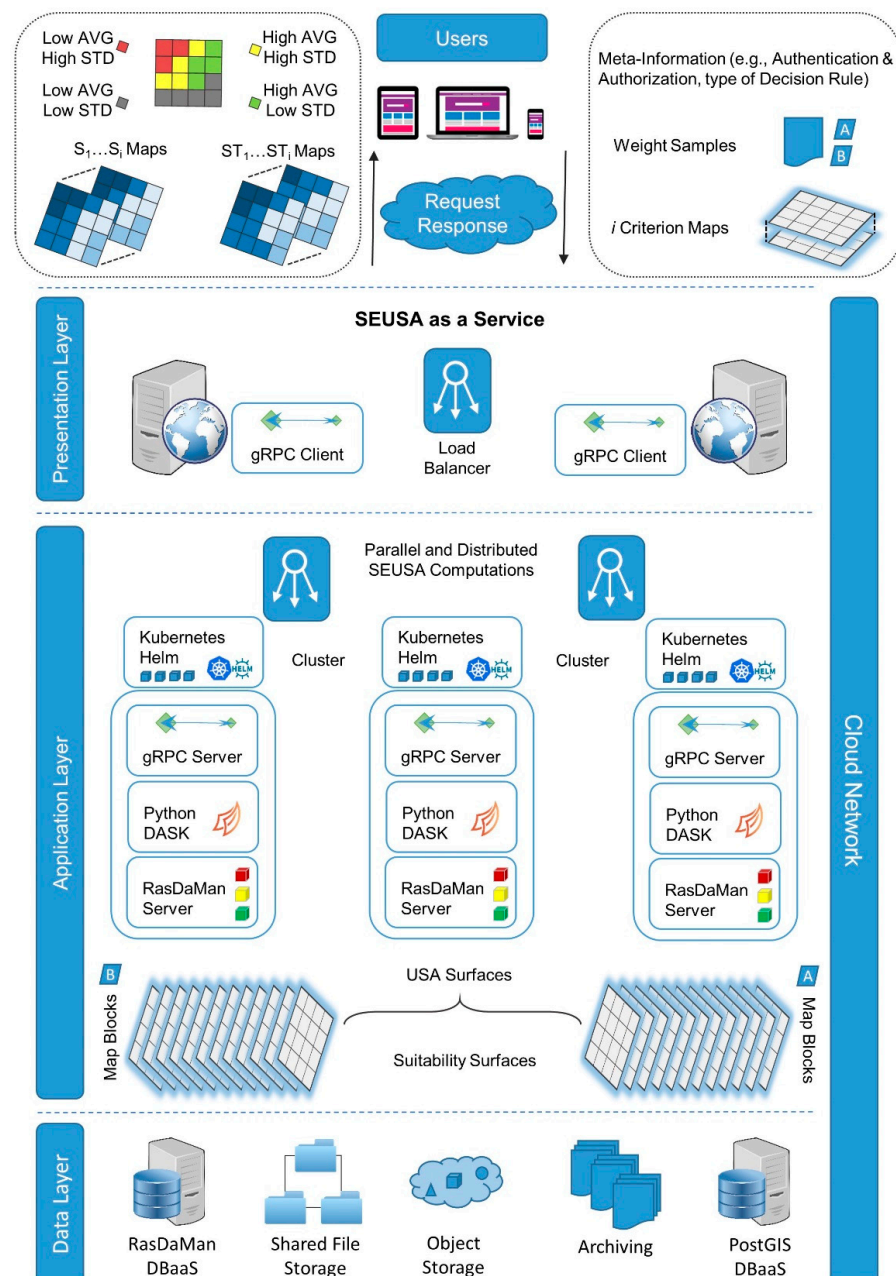 Low AVG
High STD
High AVG
High STD
Low AVG
Low STD
High AVG
Low STD
S1...Si Maps
ST1...STi Maps
Users
Request
Response
Meta-Information (e.g., Authentication &
Authorization, type of Decision Rule)
Weight Samples
A
B
i Criterion Maps
Presentation Layer
SEUSA as a Service
gRPC Client
Load
Balancer
gRPC Client
Cloud Network
Application Layer
Parallel and Distributed
SEUSA Computations
Kubernetes
Helm
HELM
Cluster
Kubernetes
Helm
HELM
Cluster
Kubernetes
Helm
HELM
gRPC Server
Python
DASK
RasDaMan
Server
gRPC Server
Python
DASK
RasDaMan
Server
gRPC Server
Python
DASK
RasDaMan
Server
B
Map Blocks
USA Surfaces
Suitability Surfaces
A
Map Blocks
Data Layer
RasDaMan
DBaaS
Shared File
Storage
Object
Storage
Archiving
PostGIS
DBaaS